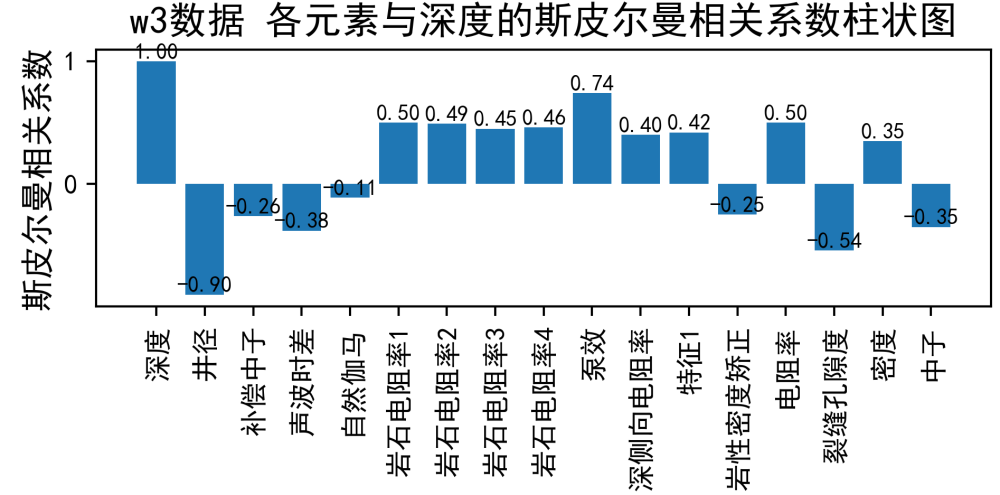 w3数据 各元素与深度的斯皮尔曼相关系数柱状图
斯皮尔曼相关系数
1
0
1.00
-0.90
-0.26
-0.38
-0.11
0.50
0.49
0.45
0.46
0.74
0.40
0.42
-0.25
0.50
-0.54
0.35
-0.35
深度
井径
补偿中子
声波时差
自然伽马
岩石电阻率1
岩石电阻率2
岩石电阻率3
岩石电阻率4
泵效
深侧向电阻率
特征1
岩性密度矫正
电阻率
裂缝孔隙度
密度
中子